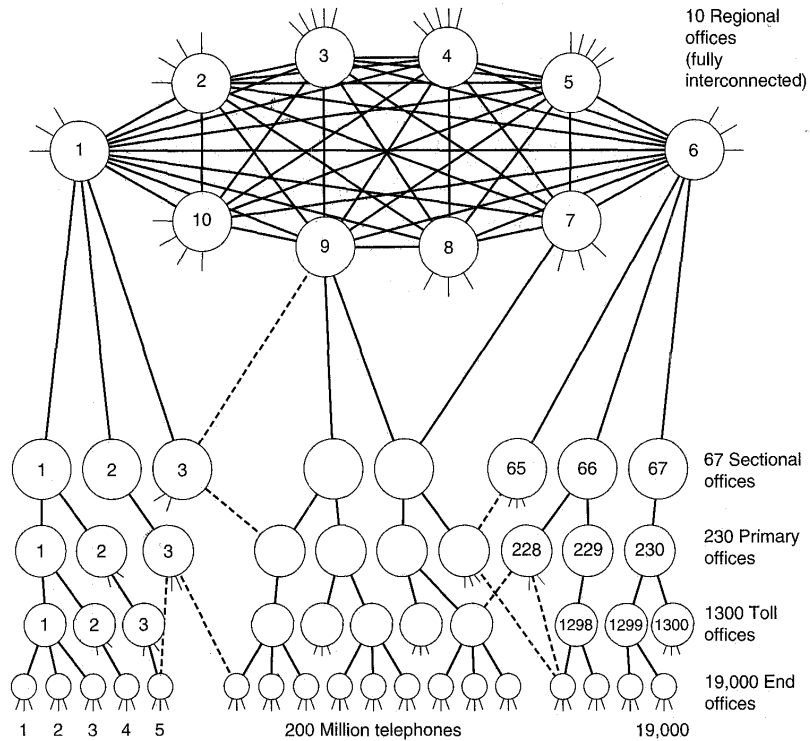 10 Regional
offices
(fully
interconnected)
3
4
2
5
1
6
10
7
9
8
1
2
3
65
66
67
67 Sectional
offices
1
2
3
228
229
230
230 Primary
offices
1
2
3
1298
1299
1300
1300 Toll
offices
19,000 End
offices
1 2 3 4 5 200 Million telephones 19,000